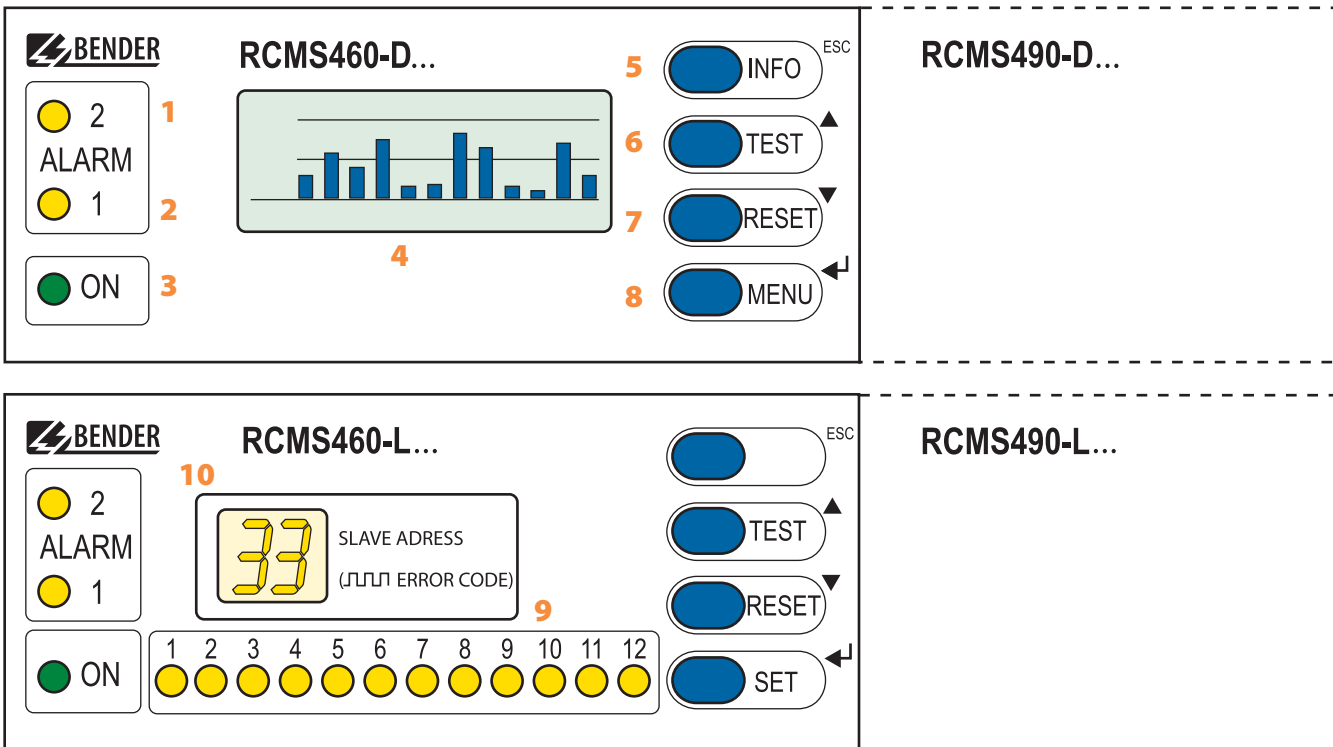 BENDER
RCMS460-D...
RCMS490-D...
2
ALARM
1
ON
1
2
3
4
5
INFO
ESC
6
TEST
7
RESET
8
MENU
BENDER
RCMS460-L...
RCMS490-L...
2
ALARM
1
ON
10
33
SLAVE ADRESS
( ERROR CODE)
9
1 2 3 4 5 6 7 8 9 10 11 12
ESC
TEST
RESET
SET